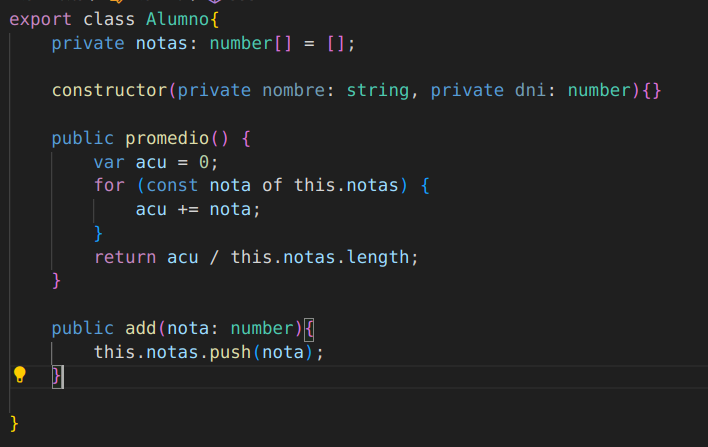 export class Alumno{
    private notas: number[] = [];

    constructor(private nombre: string, private dni: number){}

    public promedio() {
        var acu = 0;
        for (const nota of this.notas) {
            acu += nota;
        }
        return acu / this.notas.length;
    }

    public add(nota: number){
        this.notas.push(nota);
    }

}